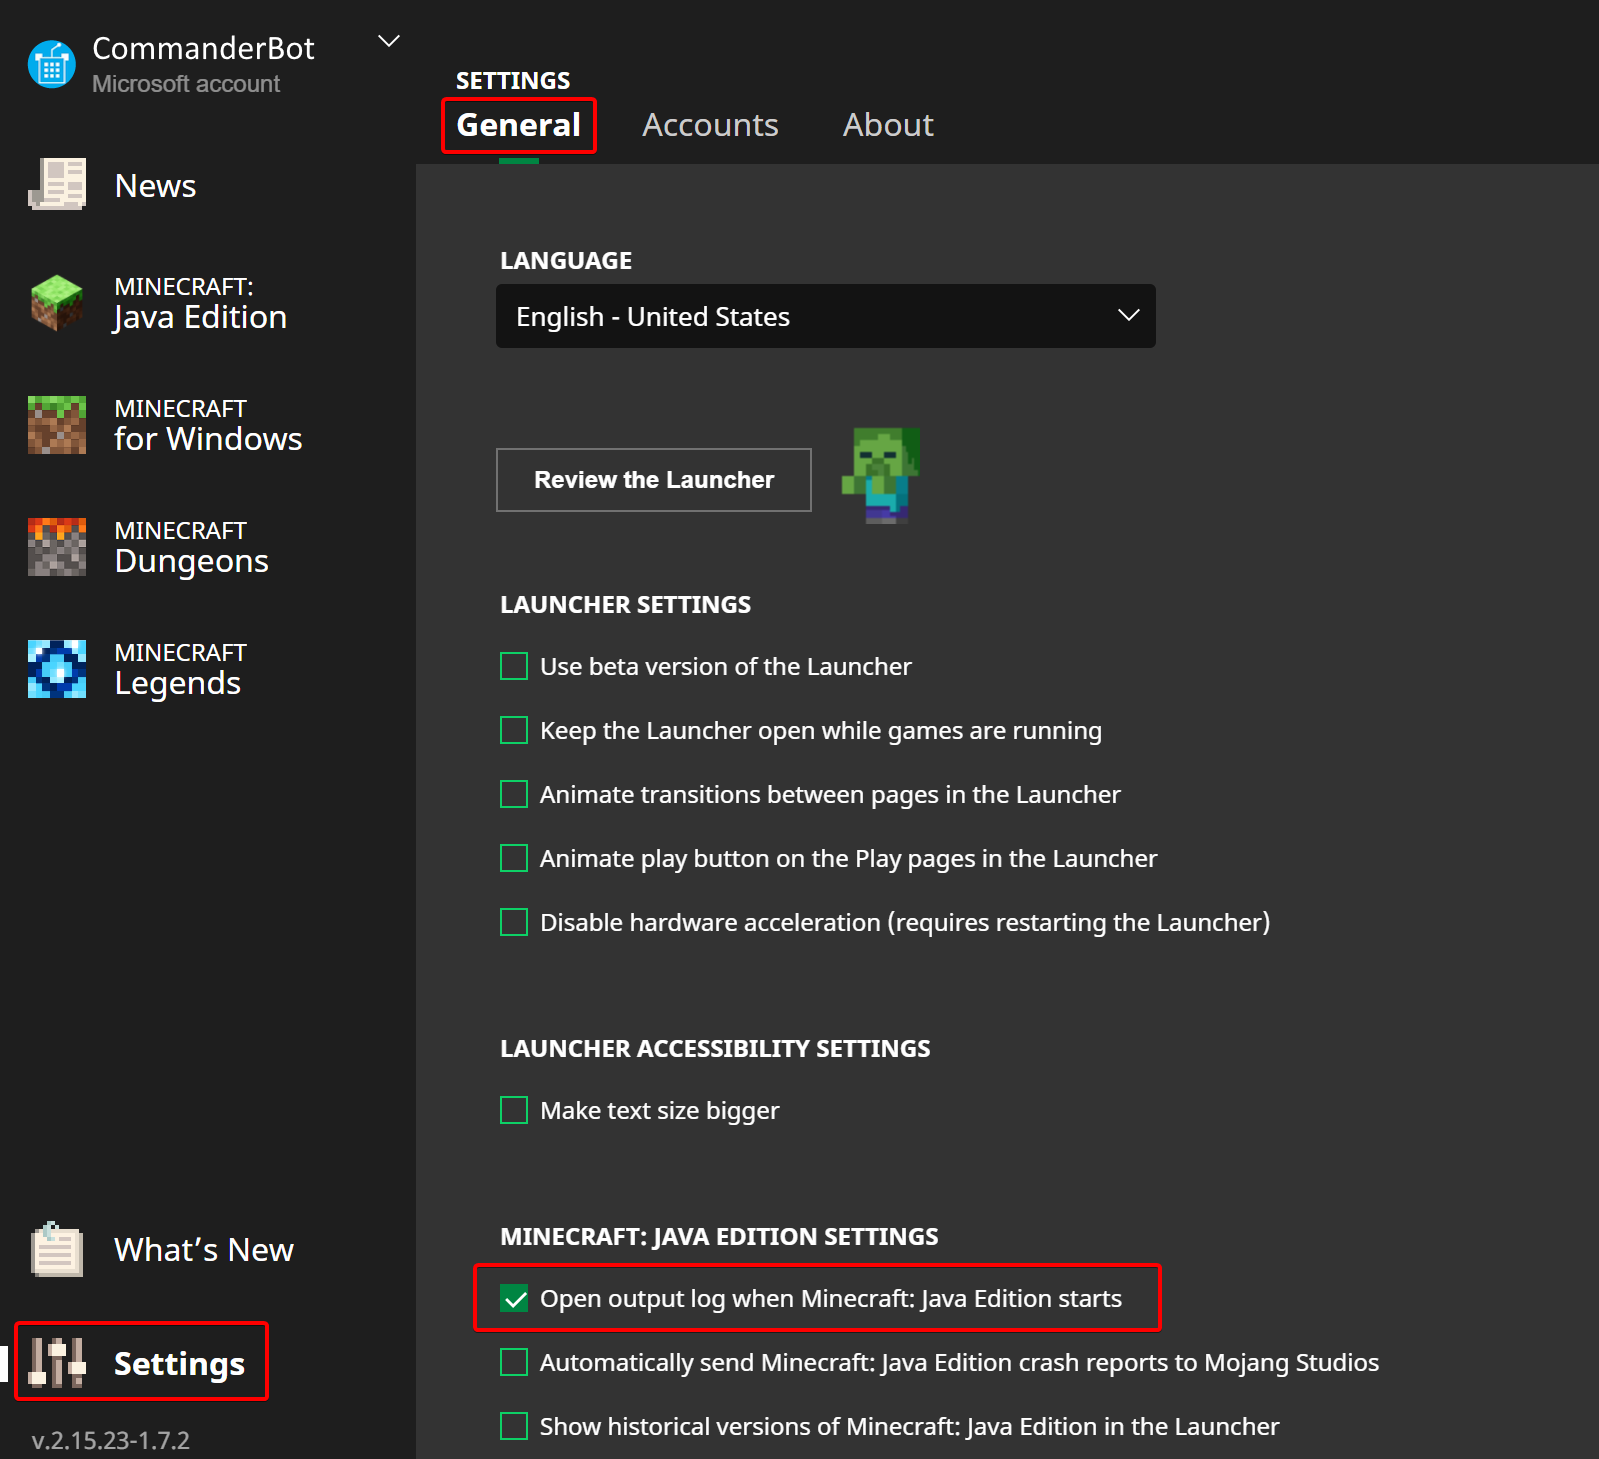 CommanderBot
Microsoft account
News
MINECRAFT:
Java Edition
MINECRAFT
for Windows
MINECRAFT
Dungeons
MINECRAFT
Legends
What’s New
Settings
v.2.15.23-1.7.2
SETTINGS
General Accounts About
LANGUAGE
English - United States
Review the Launcher
LAUNCHER SETTINGS
Use beta version of the Launcher
Keep the Launcher open while games are running
Animate transitions between pages in the Launcher
Animate play button on the Play pages in the Launcher
Disable hardware acceleration (requires restarting the Launcher)
LAUNCHER ACCESSIBILITY SETTINGS
Make text size bigger
MINECRAFT: JAVA EDITION SETTINGS
Open output log when Minecraft: Java Edition starts
Automatically send Minecraft: Java Edition crash reports to Mojang Studios
Show historical versions of Minecraft: Java Edition in the Launcher